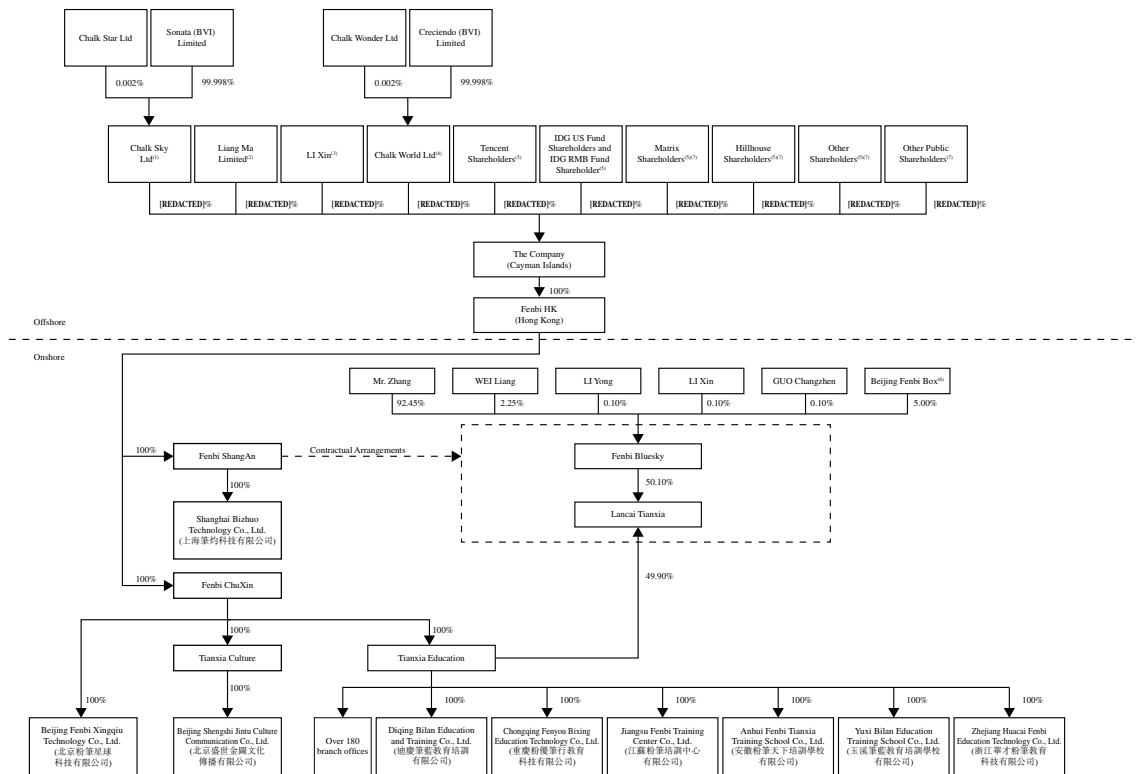 Chalk Star Ltd
Sonata (BVI)
Limited
Chalk Wonder Ltd
Creciendo (BVI)
Limited
0.002%
99.998%
0.002%
99.998%
Chalk Sky
Ltd(1)
Liang Ma
Limited(2)
LI Xin(3)
Chalk World Ltd(4)
Tencent
Shareholders(5)
IDG US Fund
Shareholders and
IDG RMB Fund
Shareholder(5)
Matrix
Shareholders(5)(7)
Hillhouse
Shareholders(5)(7)
Other
Shareholders(5)(7)
Other Public
Shareholders(7)
[REDACTED]%
[REDACTED]%
[REDACTED]%
[REDACTED]%
[REDACTED]%
[REDACTED]%
[REDACTED]%
[REDACTED]%
[REDACTED]%
[REDACTED]%
The Company
(Cayman Islands)
100%
Fenbi HK
(Hong Kong)
Offshore
Onshore
Mr. Zhang
WEI Liang
LI Yong
LI Xin
GUO Changzhen
Beijing Fenbi Box(6)
92.45%
2.25%
0.10%
0.10%
0.10%
5.00%
100%
Fenbi ShangAn
Contractual Arrangements
Fenbi Bluesky
100%
50.10%
Shanghai Bizhuo
Technology Co., Ltd.
(上海筆灼科技有限公司)
Lancai Tianxia
100%
Fenbi ChuXin
49.90%
100%
100%
Tianxia Culture
Tianxia Education
100%
100%
100%
100%
100%
100%
100%
100%
Beijing Fenbi Xingqiu
Technology Co., Ltd.
(北京粉筆星球
科技有限公司)
Beijing Shengshi Jintu Culture
Communication Co., Ltd.
(北京盛世金圖文化
傳播有限公司)
Over 180
branch offices
Diqing Bilan Education
and Training Co., Ltd.
(迪慶筆藍教育培訓
有限公司)
Chongqing Fenyou Bixing
Education Technology Co., Ltd.
(重慶粉優筆行教育
科技有限公司)
Jiangsu Fenbi Training
Center Co., Ltd.
(江蘇粉筆培訓中心
有限公司)
Anhui Fenbi Tianxia
Training School Co., Ltd.
(安徽粉筆天下培訓學校
有限公司)
Yuxi Bilan Education
Training School Co., Ltd.
(玉溪筆藍教育培訓學校
有限公司)
Zhejiang Huacai Fenbi
Education Technology Co., Ltd.
(浙江華才粉筆教育
科技有限公司)